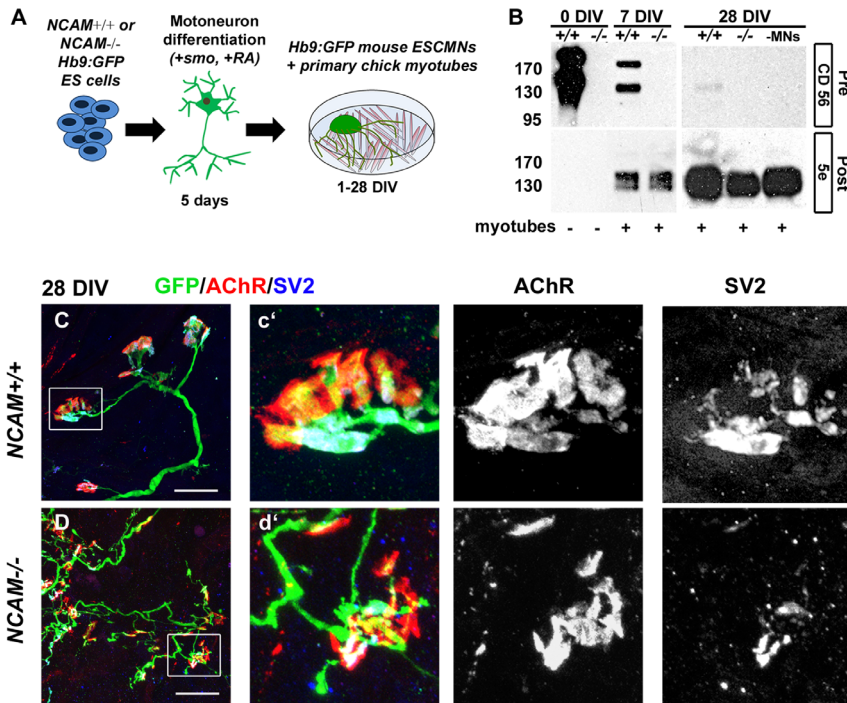 A
NCAM+/+ or
NCAM-/-
Hb9:GFP
ES cells
Motoneuron
differentiation
(+smo, +RA)
5 days
Hb9:GFP mouse ESCMNs
+ primary chick myotubes
1-28 DIV
B
0 DIV 7 DIV 28 DIV
+/+ -/- +/+ -/- +/+ -/- -MNs
170
130
95
CD 56
Pre
170
130
5e
Post
myotubes - - + + + + +
28 DIV GFP/AChR/SV2 AChR SV2
NCAM+/+
C c‘
NCAM-/-
D d‘